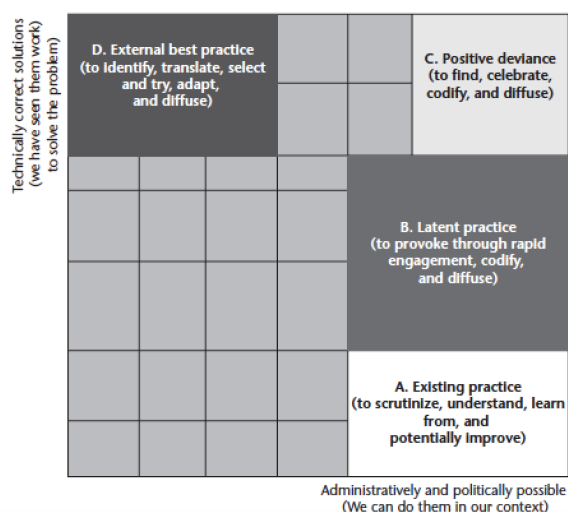 Technically correct solutions
(we have seen them work)
to solve the problem)
D. External best practice
(to identify, translate, select
and try, adapt,
and diffuse)
C. Positive deviance
(to find, celebrate,
codify, and diffuse)
B. Latent practice
(to provoke through rapid
engagement, codify,
and diffuse)
A. Existing practice
(to scrutinize, understand, learn
from, and
potentially improve)
Administratively and politically possible
(We can do them in our context)